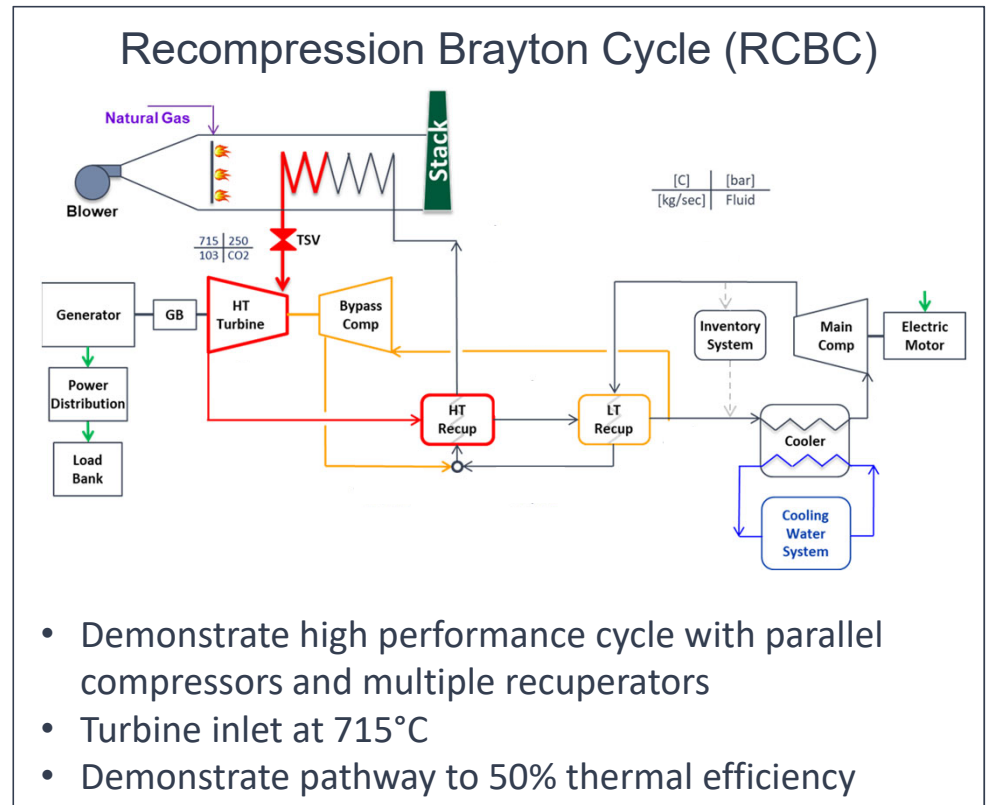 Recompression Brayton Cycle (RCBC)
Natural Gas
Stack
Blower
[C] [bar]
[kg/sec] Fluid
715 250
103 CO2
TSV
Generator
GB
HT
Turbine
Bypass
Comp
Inventory
System
Main
Comp
Electric
Motor
Power
Distribution
HT
Recup
LT
Recup
Cooler
Load
Bank
Cooling
Water
System
• Demonstrate high performance cycle with parallel
compressors and multiple recuperators
• Turbine inlet at 715°C
• Demonstrate pathway to 50% thermal efficiency